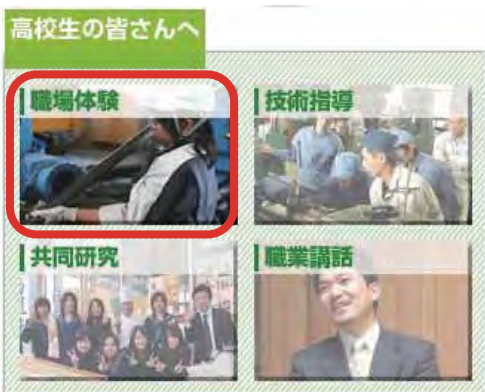 高校生の皆さんへ
職場体験
技術指導
共同研究
職業講話